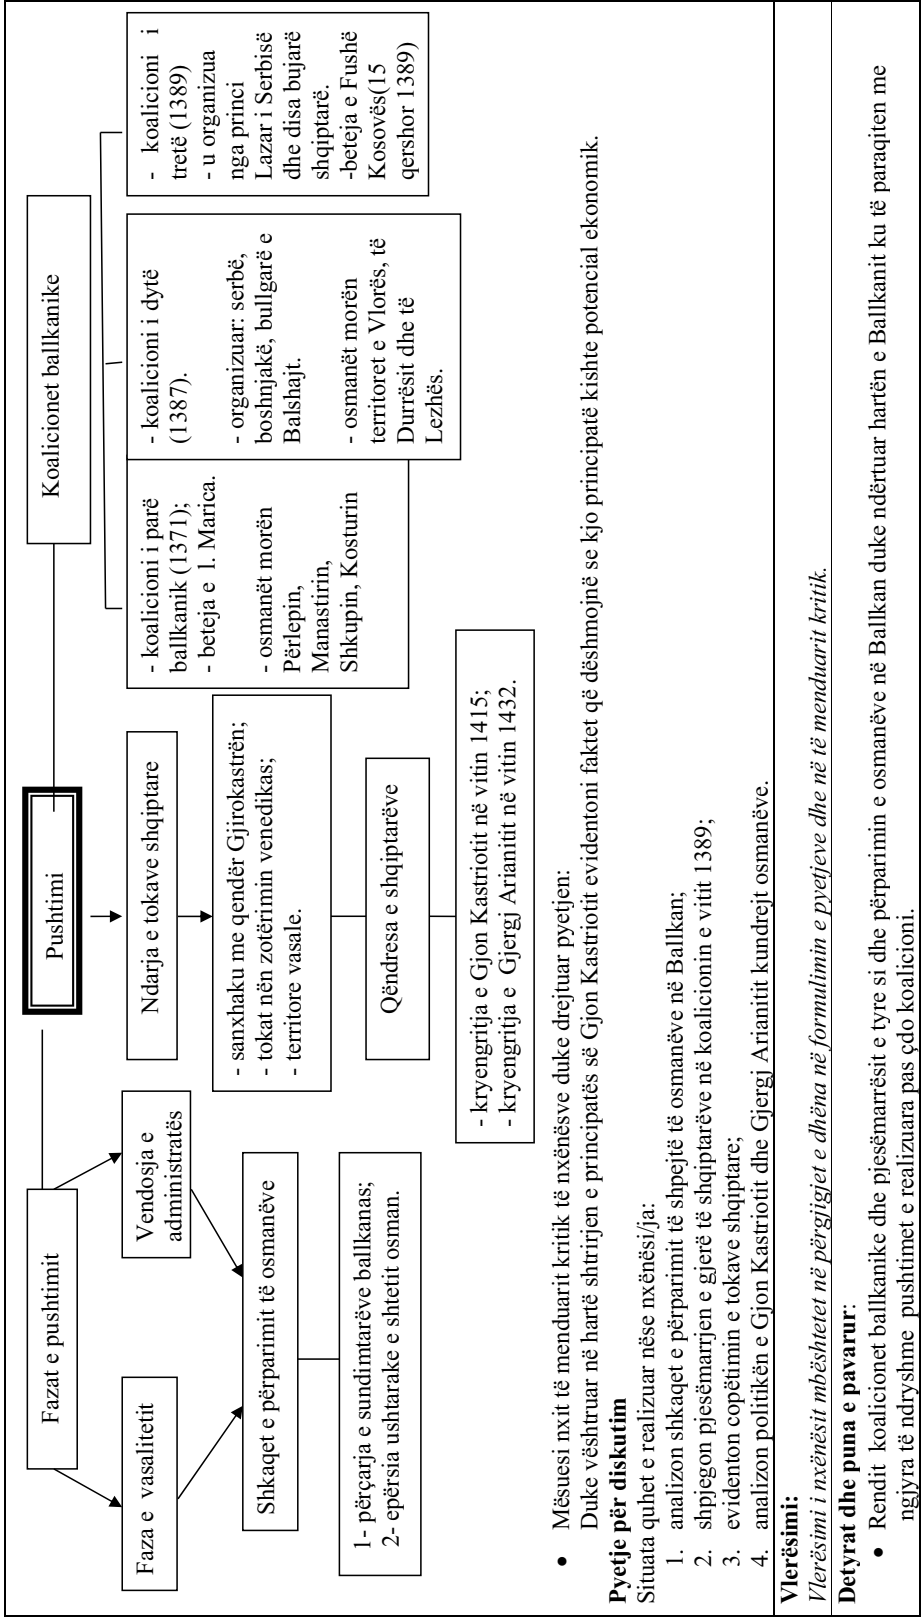 Pushtimi
Fazat e pushtimit
Faza e vasalitetit
Vendosja e
administratës
Shkaqet e përparimit të osmanëve
1- përçarja e sundimtarëve balkanas;
2- epërsia ushtarake e shtetit osman.
Ndarja e tokave shqiptare
- sanxhaku me qendër Gjirokastrën;
- tokat nën zotërimin venedikas;
- territore vasale.
Qëndresa e shqiptarëve
- kryengritja e Gjon Kastriotit në vitin 1415;
- kryengritja e Gjergj Arianitit në vitin 1432.
Koalicionet ballkanike
- koalicioni i parë
ballkanik (1371);
- beteja e l. Marica.
- osmanët morën
Përlepin,
Manastirin,
Shkupin, Kosturin
- koalicioni i dytë
(1387).
- organizuar: serbë,
boshnjakë, bullgarë e
Balshajt.
- osmanët morën
territoret e Vlorës, të
Durrësit dhe të
Lezhës.
- koalicioni i
tretë (1389)
- u organizua
nga princi
Lazar i Serbisë
dhe disa bujarë
shqiptarë.
-beteja e Fushë
Kosovës(15
qershor 1389)
• Mësuesi nxit të menduarit kritik të nxënësve duke drejtuar pyetjen:
Duke vështruar në hartë shtrirjen e principatës së Gjon Kastriotit evidentoni faktet që dëshmojnë se kjo principatë kishte potencial ekonomik.
Pyetje për diskutim
Situata quhet e realizuar nëse nxënësi/ja:
1. analizon shkaqet e përparimit të shpejtë të osmanëve në Ballkan;
2. shpjegon pjesëmarrjen e gjerë të shqiptarëve në koalicionin e vitit 1389;
3. evidenton copëtimin e tokave shqiptare;
4. analizon politikën e Gjon Kastriotit dhe Gjergj Arianitit kundrejt osmanëve.
Vlerësimi:
Vlerësimi i nxënësit mbështetet në përgjigjet e dhëna në formulimin e pyetjeve dhe në të menduarit kritik.
Detyrat dhe puna e pavarur:
• Rendit koalicionet ballkanike dhe pjesëmarrësit e tyre si dhe përparimin e osmanëve në Ballkan duke ndërtuar hartën e Ballkanit ku të paraqiten me
ngjyra të ndryshme pushtimet e realizuara pas çdo koalicioni.